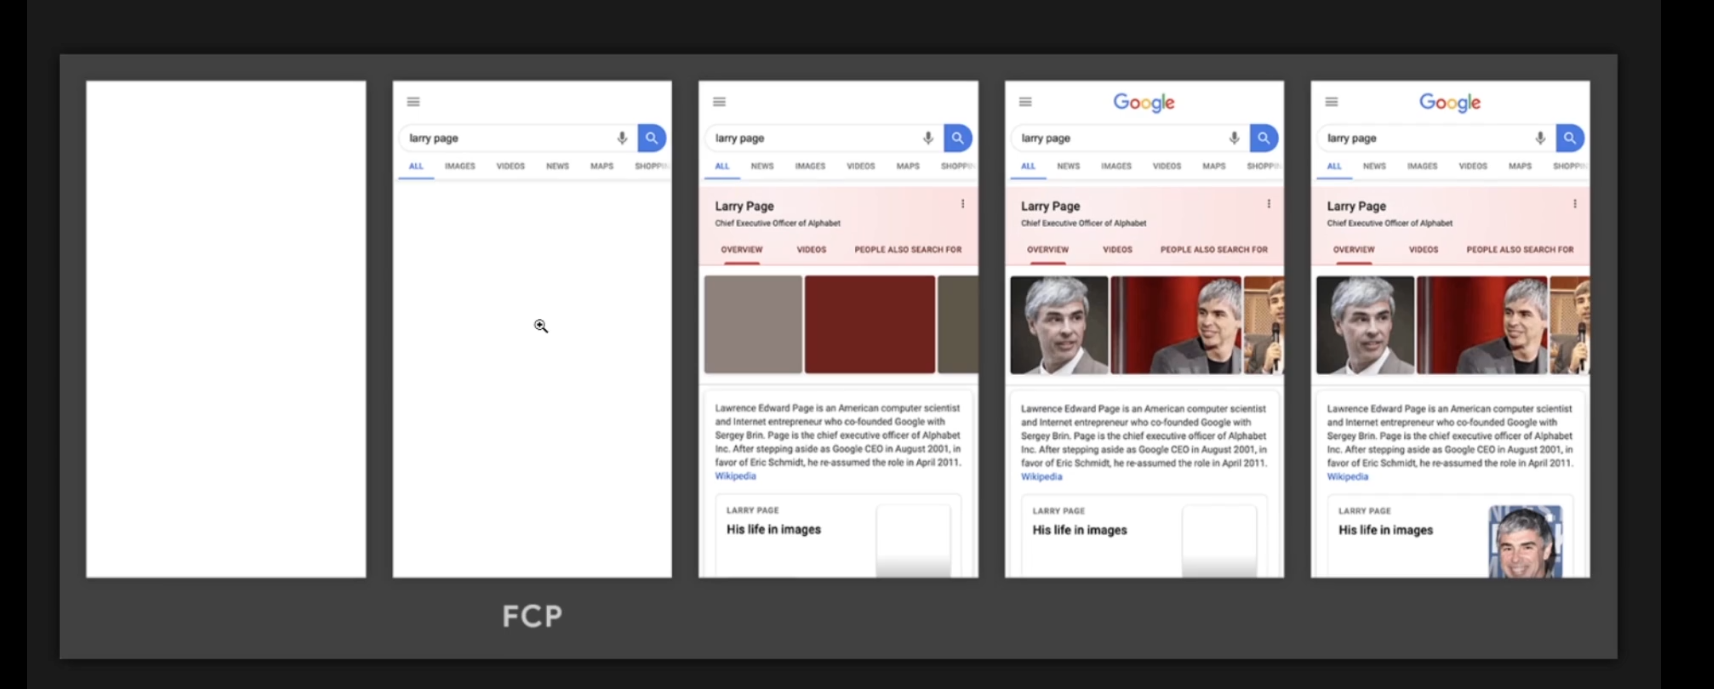 larry page
ALL IMAGES VIDEOS NEWS MAPS SHOPPIN
larry page
ALL NEWS IMAGES VIDEOS MAPS SHOPPIN
Larry Page
Chief Executive Officer of Alphabet
OVERVIEW VIDEOS PEOPLE ALSO SEARCH FOR
Lawrence Edward Page is an American computer scientist
and Internet entrepreneur who co-founded Google with
Sergey Brin. Page is the chief executive officer of Alphabet
Inc. After stepping aside as Google CEO in August 2001, in
favor of Eric Schmidt, he re-assumed the role in April 2011.
Wikipedia
LARRY PAGE
His life in images
Google
larry page
ALL NEWS IMAGES VIDEOS MAPS SHOPPIN
Larry Page
Chief Executive Officer of Alphabet
OVERVIEW VIDEOS PEOPLE ALSO SEARCH FOR
Lawrence Edward Page is an American computer scientist
and Internet entrepreneur who co-founded Google with
Sergey Brin. Page is the chief executive officer of Alphabet
Inc. After stepping aside as Google CEO in August 2001, in
favor of Eric Schmidt, he re-assumed the role in April 2011.
Wikipedia
LARRY PAGE
His life in images
Google
larry page
ALL NEWS IMAGES VIDEOS MAPS SHOPPIN
Larry Page
Chief Executive Officer of Alphabet
OVERVIEW VIDEOS PEOPLE ALSO SEARCH FOR
Lawrence Edward Page is an American computer scientist
and Internet entrepreneur who co-founded Google with
Sergey Brin. Page is the chief executive officer of Alphabet
Inc. After stepping aside as Google CEO in August 2001, in
favor of Eric Schmidt, he re-assumed the role in April 2011.
Wikipedia
LARRY PAGE
His life in images
FCP